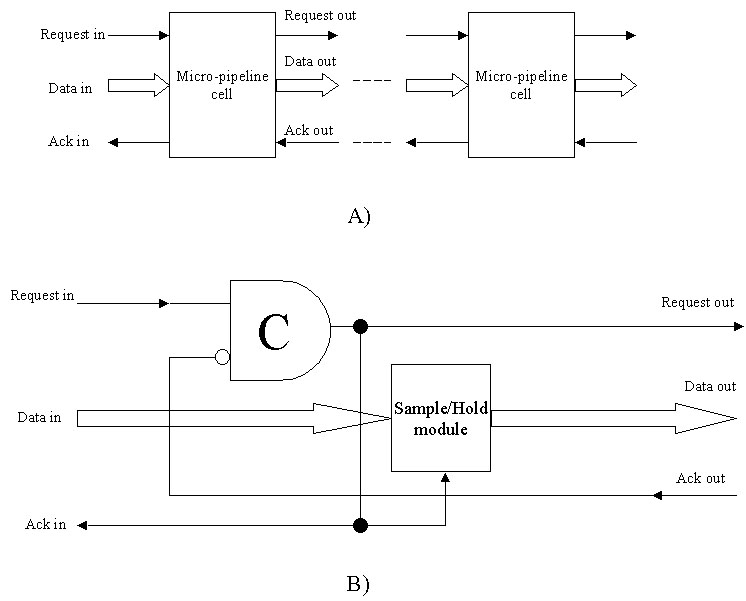 Request out
Request in
Data out
Micro-pipeline
cell
Micro-pipeline
cell
Data in
Ack out
Ack in
A)
Request in
Request out
C
Data out
Sample/Hold
module
Data in
Ack out
Ack in
B)